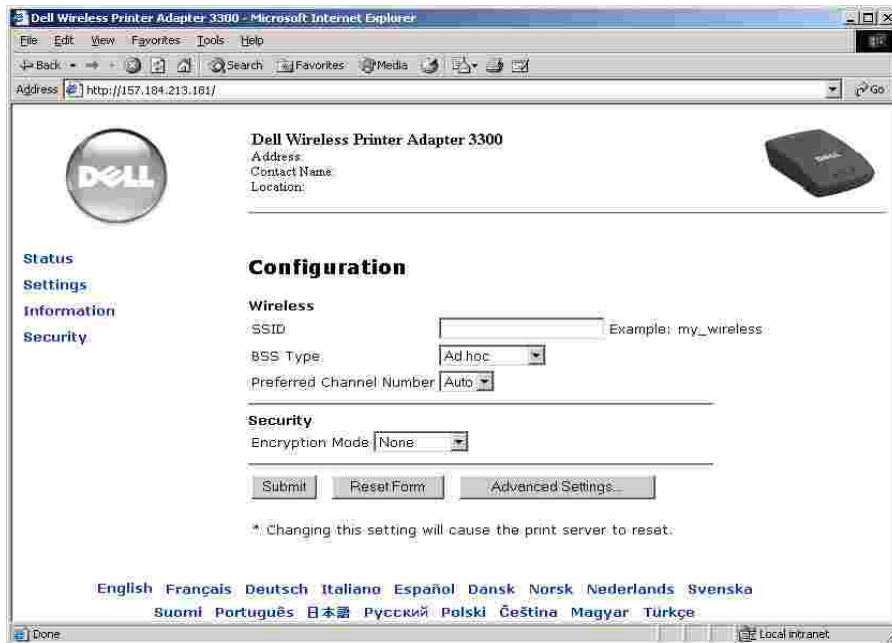 Dell Wireless Printer Adapter 3300 - Microsoft Internet Explorer
File Edit View Favorites Tools Help
Back Search Favorites Media
Address http://157.184.213.181/ Go
DELL
Dell Wireless Printer Adapter 3300
Address:
Contact Name:
Location:
DELL
Status
Settings
Information
Security
Configuration
Wireless
SSID Example: my_wireless
BSS Type Ad hoc
Preferred Channel Number Auto
Security
Encryption Mode None
Submit Reset Form Advanced Settings...
* Changing this setting will cause the print server to reset.
English Français Deutsch Italiano Español Dansk Norsk Nederlands Svenska
Suomi Português 日本語 Русский Polski Čeština Magyar Türkçe
Done Local intranet